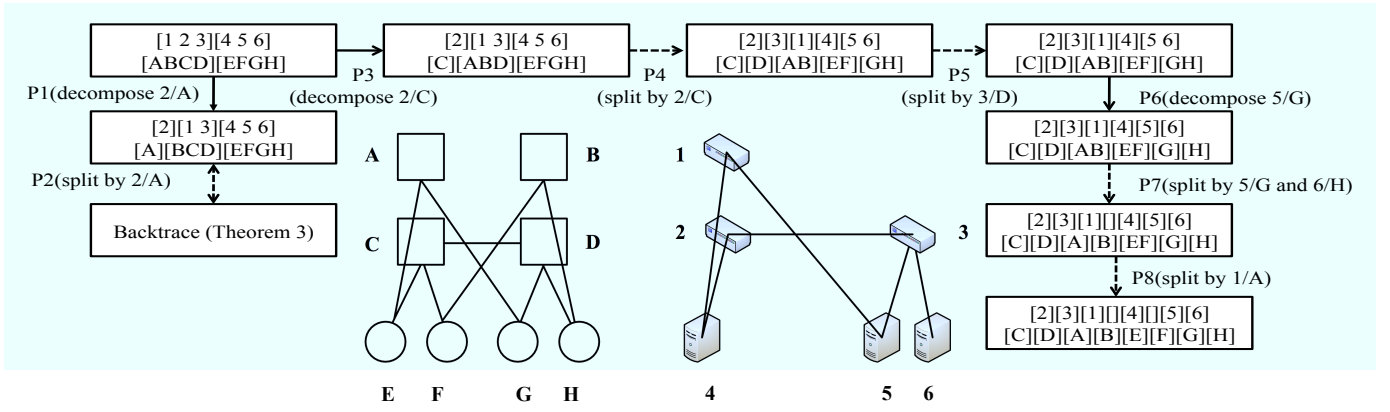 [1 2 3][4 5 6]
[ABCD][EFGH]
P3
(decompose 2/C)
[2][1 3][4 5 6]
[C][ABD][EFGH]
P4
(split by 2/C)
[2][3][1][4][5 6]
[C][D][AB][EF][GH]
P5
(split by 3/D)
[2][3][1][4][5 6]
[C][D][AB][EF][GH]
P1(decompose 2/A)
[2][1 3][4 5 6]
[A][BCD][EFGH]
P2(split by 2/A)
Backtrace (Theorem 3)
A
B
C
D
E
F
G
H
1
2
3
4
5
6
P6(decompose 5/G)
[2][3][1][4][5][6]
[C][D][AB][EF][G][H]
P7(split by 5/G and 6/H)
[2][3][1][][4][5][6]
[C][D][A][B][EF][G][H]
P8(split by 1/A)
[2][3][1][][4][][5][6]
[C][D][A][B][E][F][G][H]